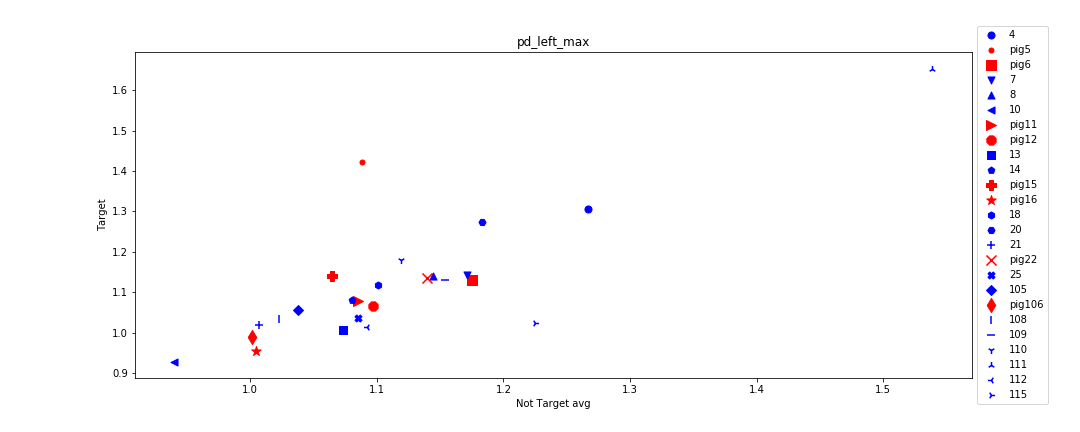 pd_left_max
Target
1.6
1.5
1.4
1.3
1.2
1.1
1.0
0.9
1.0 1.1 1.2 1.3 1.4 1.5
Not Target avg
4
pig5
pig6
7
8
10
pig11
pig12
13
14
pig15
pig16
18
20
21
pig22
25
105
pig106
108
109
110
111
112
115